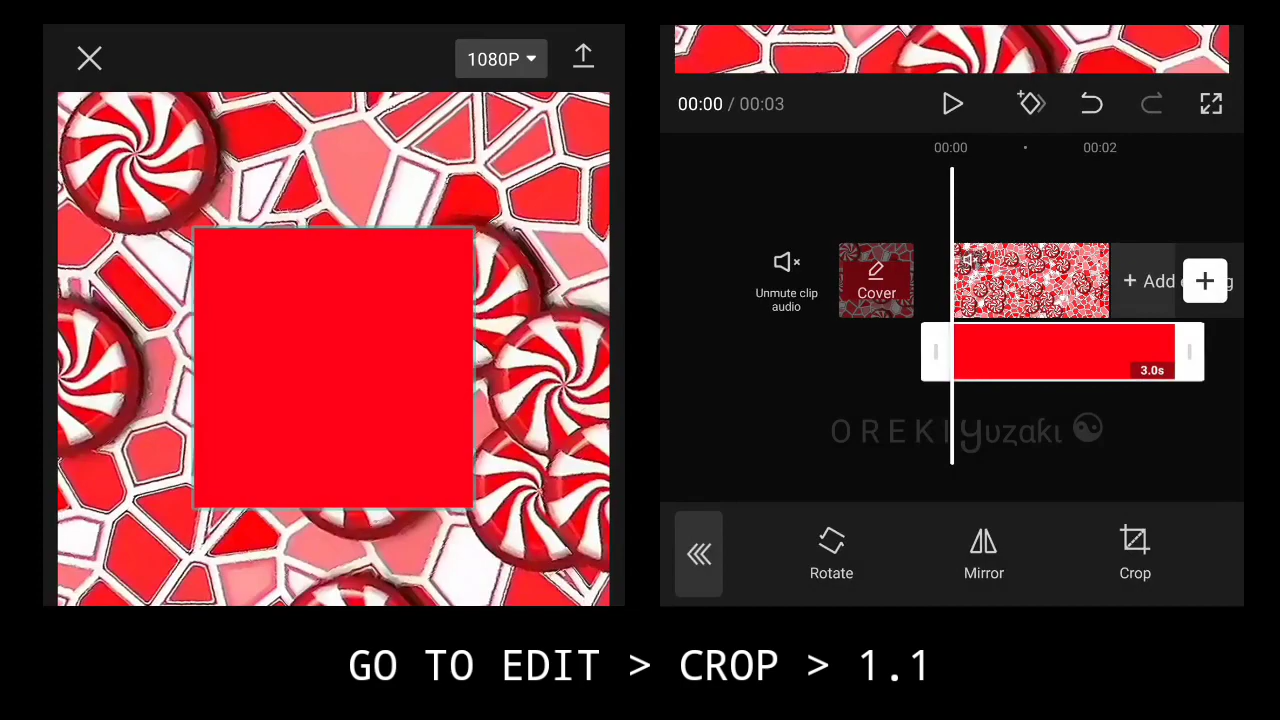 1080P
00:00 / 00:03
00:00
00:02
Unmute clip
audio
Cover
+ Add
3.0s
OREKI Yuzaki
Rotate
Mirror
Crop
GO TO EDIT > CROP > 1.1